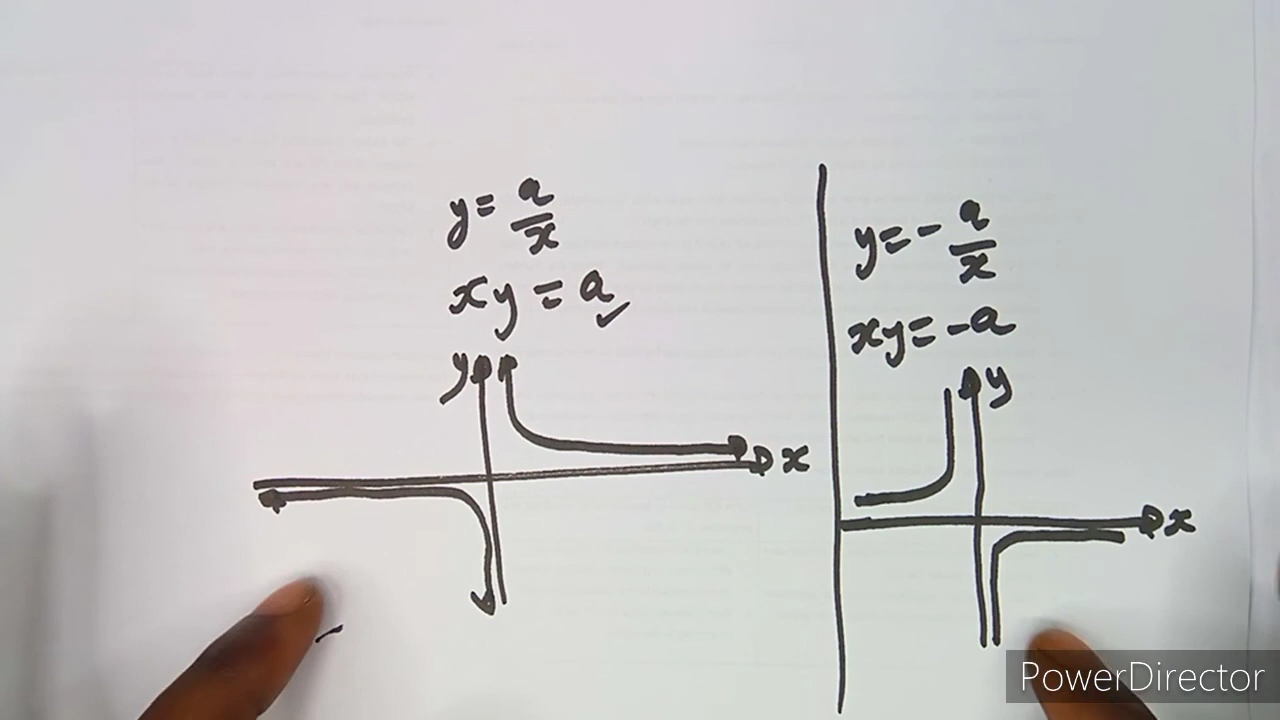 y = a/x
xy = a
y
x
y = - a/x
xy = -a
y
x
PowerDirector